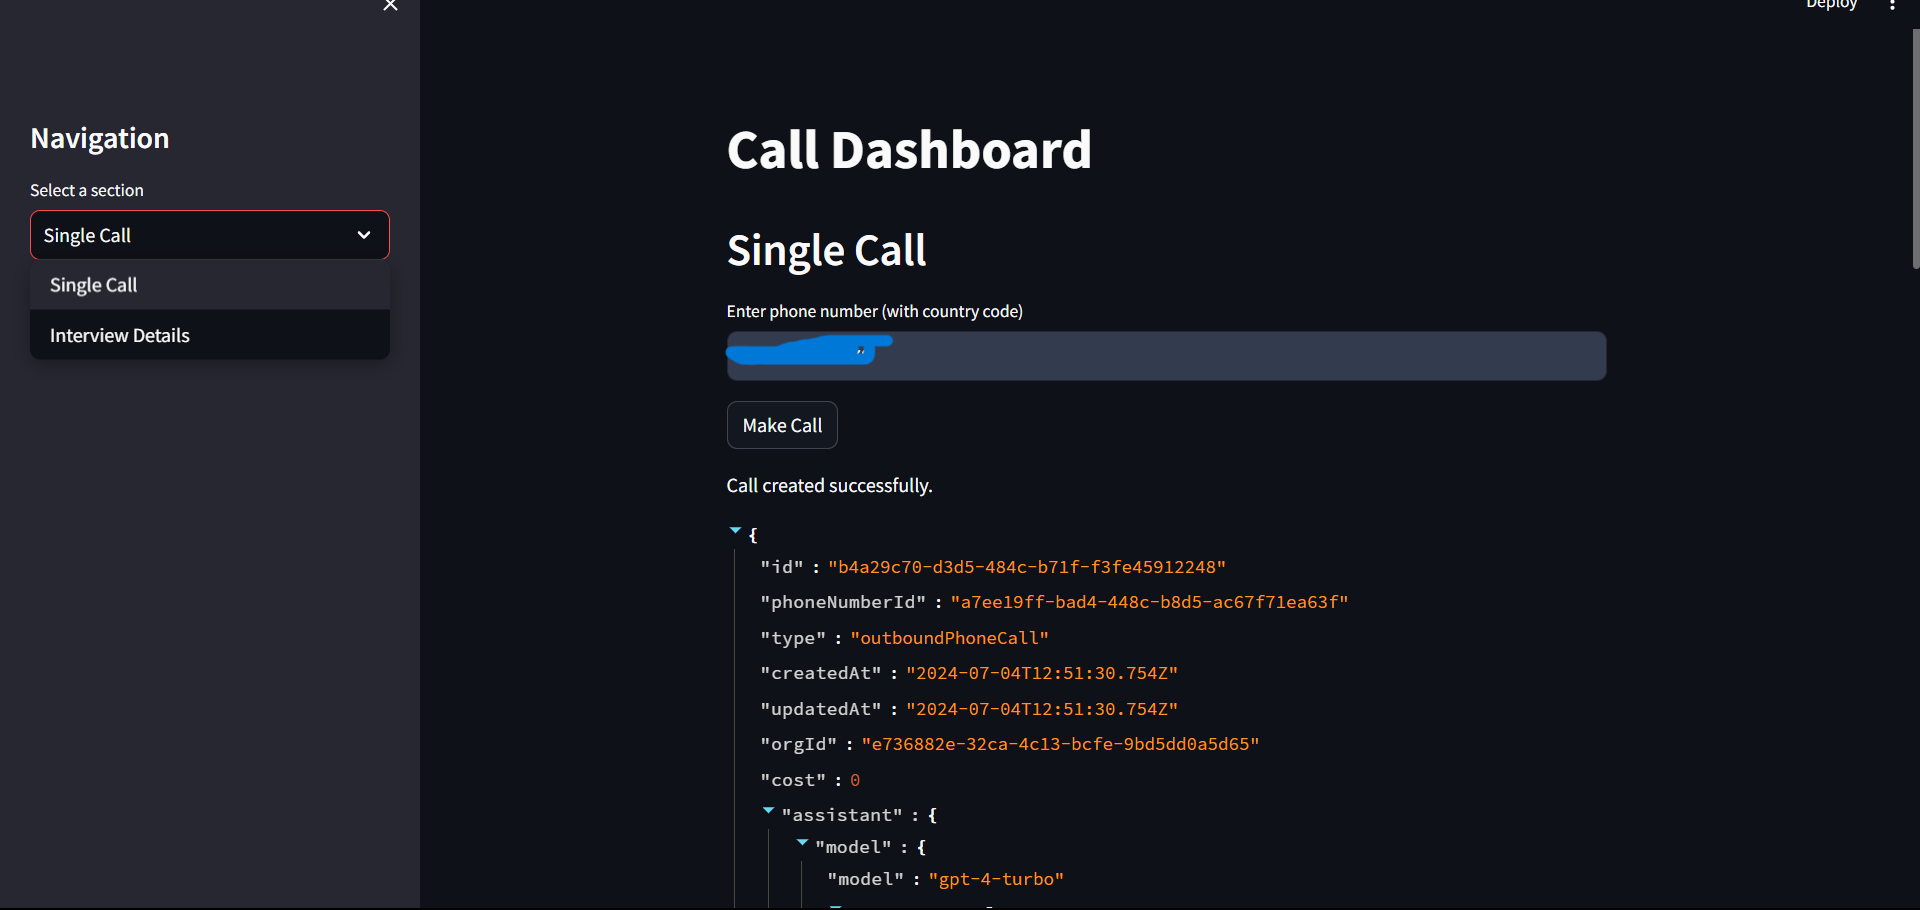 Deploy
Navigation
Select a section
Single Call
Single Call
Interview Details
Call Dashboard
Single Call
Enter phone number (with country code)
Make Call
Call created successfully.
{
"id" : "b4a29c70-d3d5-484c-b71f-f3fe45912248"
"phoneNumberId" : "a7ee19ff-bad4-448c-b8d5-ac67f71ea63f"
"type" : "outboundPhoneCall"
"createdAt" : "2024-07-04T12:51:30.754Z"
"updatedAt" : "2024-07-04T12:51:30.754Z"
"orgId" : "e736882e-32ca-4c13-bcfe-9bd5dd0a5d65"
"cost" : 0
"assistant" : {
"model" : {
"model" : "gpt-4-turbo"